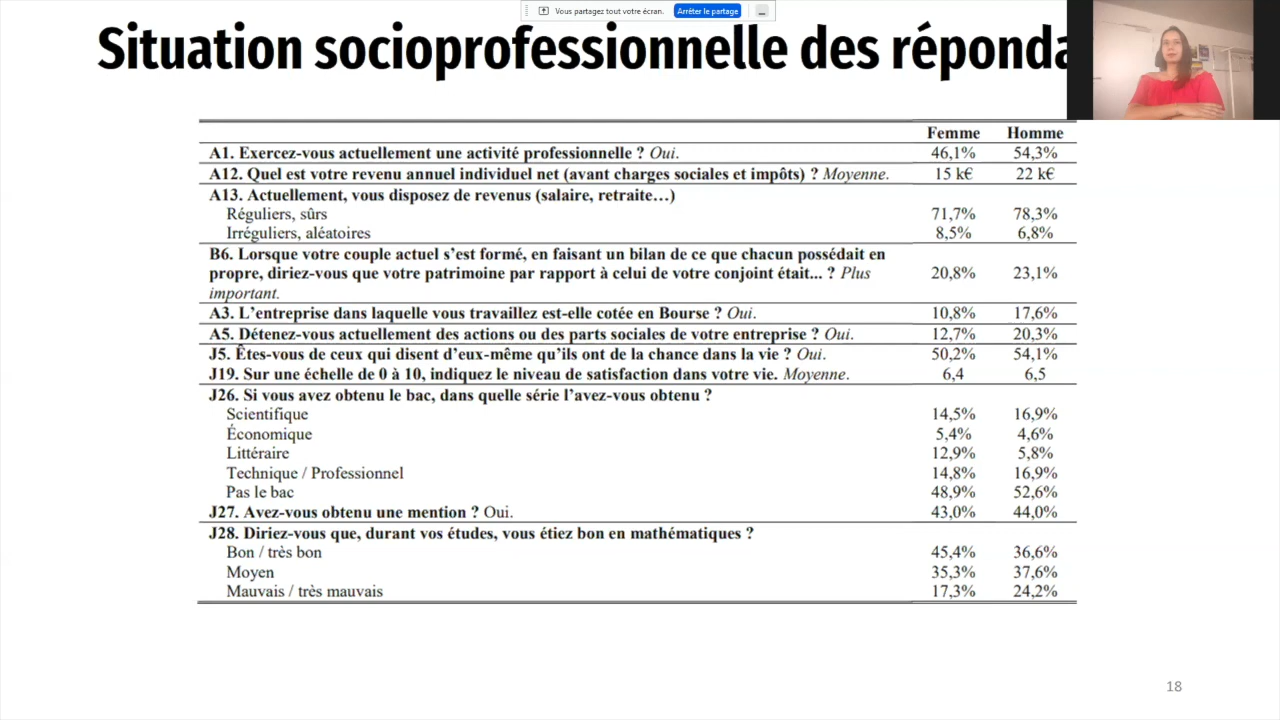 Vous partagez tout votre écran. Arrêter le partage
Situation socioprofessionnelle des réponda
Femme Homme
A1. Exercez-vous actuellement une activité professionnelle ? Oui. 46,1% 54,3%
A12. Quel est votre revenu annuel individuel net (avant charges sociales et impôts) ? Moyenne. 15 k€ 22 k€
A13. Actuellement, vous disposez de revenus (salaire, retraite…)
Réguliers, sûrs 71,7% 78,3%
Irréguliers, aléatoires 8,5% 6,8%
B6. Lorsque votre couple actuel s’est formé, en faisant un bilan de ce que chacun possédait en
propre, diriez-vous que votre patrimoine par rapport à celui de votre conjoint était... ? Plus 20,8% 23,1%
important.
A3. L’entreprise dans laquelle vous travaillez est-elle cotée en Bourse ? Oui. 10,8% 17,6%
A5. Détenez-vous actuellement des actions ou des parts sociales de votre entreprise ? Oui. 12,7% 20,3%
J5. Êtes-vous de ceux qui disent d’eux-même qu’ils ont de la chance dans la vie ? Oui. 50,2% 54,1%
J19. Sur une échelle de 0 à 10, indiquez le niveau de satisfaction dans votre vie. Moyenne. 6,4 6,5
J26. Si vous avez obtenu le bac, dans quelle série l’avez-vous obtenu ?
Scientifique 14,5% 16,9%
Économique 5,4% 4,6%
Littéraire 12,9% 5,8%
Technique / Professionnel 14,8% 16,9%
Pas le bac 48,9% 52,6%
J27. Avez-vous obtenu une mention ? Oui. 43,0% 44,0%
J28. Diriez-vous que, durant vos études, vous étiez bon en mathématiques ?
Bon / très bon 45,4% 36,6%
Moyen 35,3% 37,6%
Mauvais / très mauvais 17,3% 24,2%
18